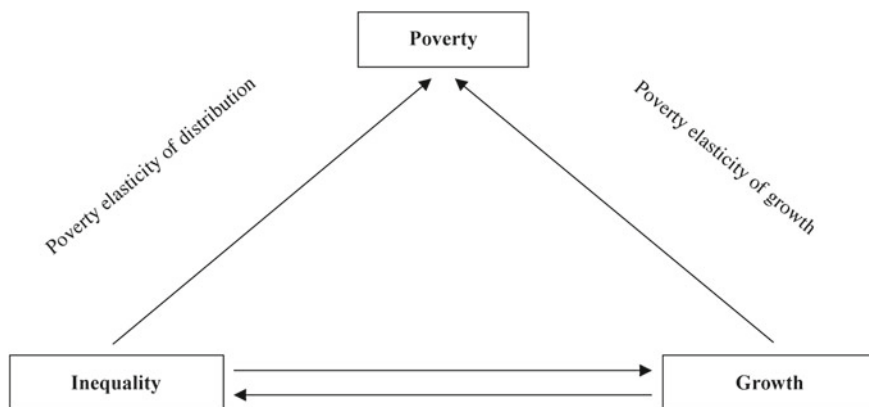 Poverty
Poverty elasticity of distribution
Poverty elasticity of growth
Inequality
Growth